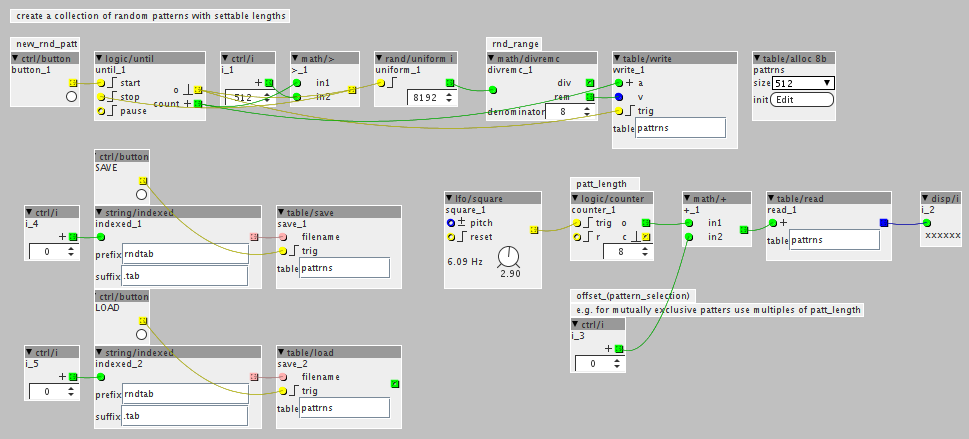 create a collection of random patterns with settable lengths
new_rnd_patt
ctrl/button
button_1
logic/until
until_1
start
stop
pause
o
count +
ctrl/i
i_1
+
512
math/>
>_1
in1
in2
rand/uniform i
uniform_1
8192
rnd_range
math/divremc
divremc_1
div
rem
denominator
8
table/write
write_1
+ a
v
trig
table
pattrns
table/alloc 8b
pattrns
size
512
init
Edit
ctrl/button
SAVE
ctrl/i
i_4
+
0
string/indexed
indexed_1
prefix
rndtab
suffix
.tab
table/save
save_1
filename
trig
table
pattrns
lfo/square
square_1
± pitch
reset
6.09 Hz
2.90
patt_length
logic/counter
counter_1
trig
o
r
c
8
math/+
+_1
in1
in2
table/read
read_1
+
table
pattrns
disp/i
i_2
xxxxxx
ctrl/button
LOAD
ctrl/i
i_5
+
0
string/indexed
indexed_2
prefix
rndtab
suffix
.tab
table/load
save_2
filename
trig
table
pattrns
offset_(pattern_selection)
e.g. for mutually exclusive patters use multiples of patt_length
ctrl/i
i_3
+
0